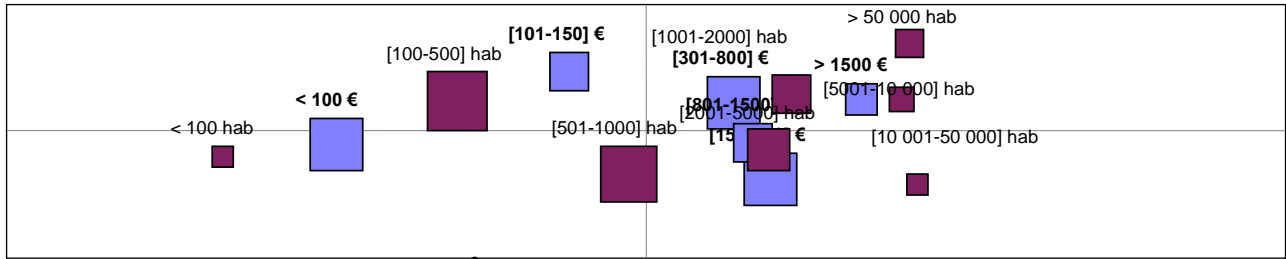 > 50 000 hab
[101-150] €
[1001-2000] hab
[100-500] hab
[301-800] €
> 1500 €
[5001-10 000] hab
< 100 €
[801-1500
[2001-5000] hab
< 100 hab
[501-1000] hab
€
[10 001-50 000] hab